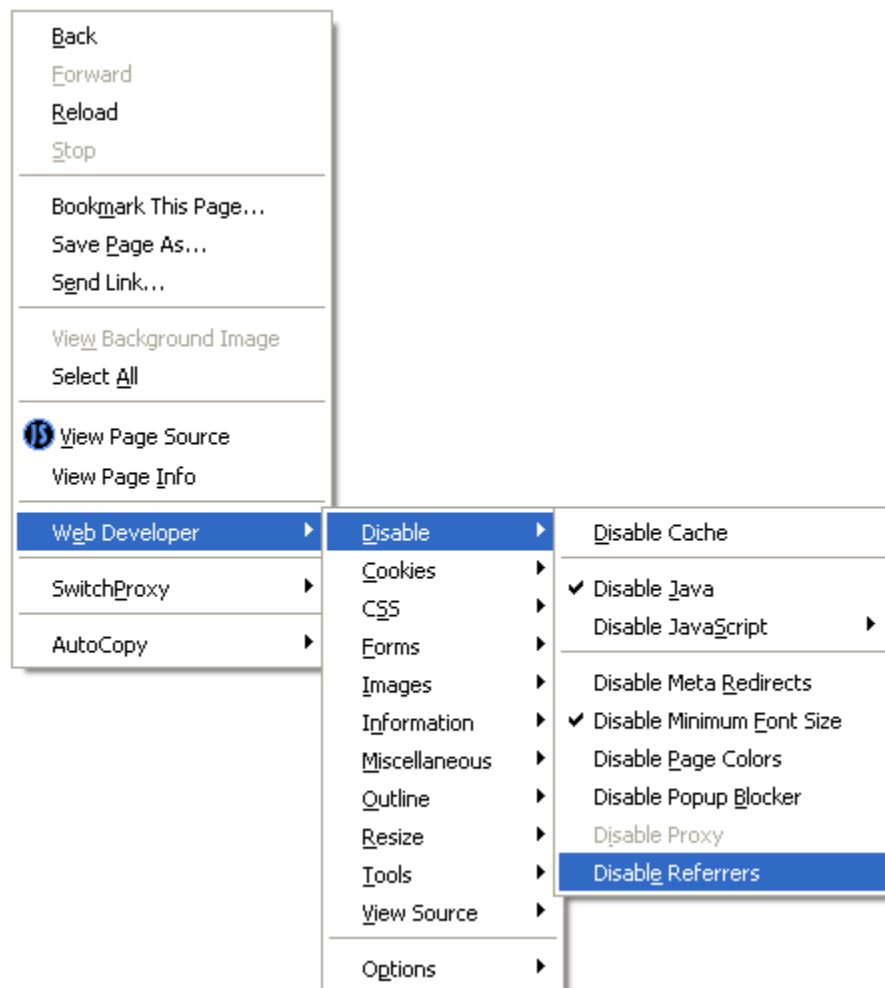 Back
Forward
Reload
Stop
Bookmark This Page...
Save Page As...
Send Link...
View Background Image
Select All
JS View Page Source
View Page Info
Web Developer
SwitchProxy
AutoCopy
Disable
Cookies
CSS
Forms
Images
Information
Miscellaneous
Outline
Resize
Tools
View Source
Options
Disable Cache
Disable Java
Disable JavaScript
Disable Meta Redirects
Disable Minimum Font Size
Disable Page Colors
Disable Popup Blocker
Disable Proxy
Disable Referrers